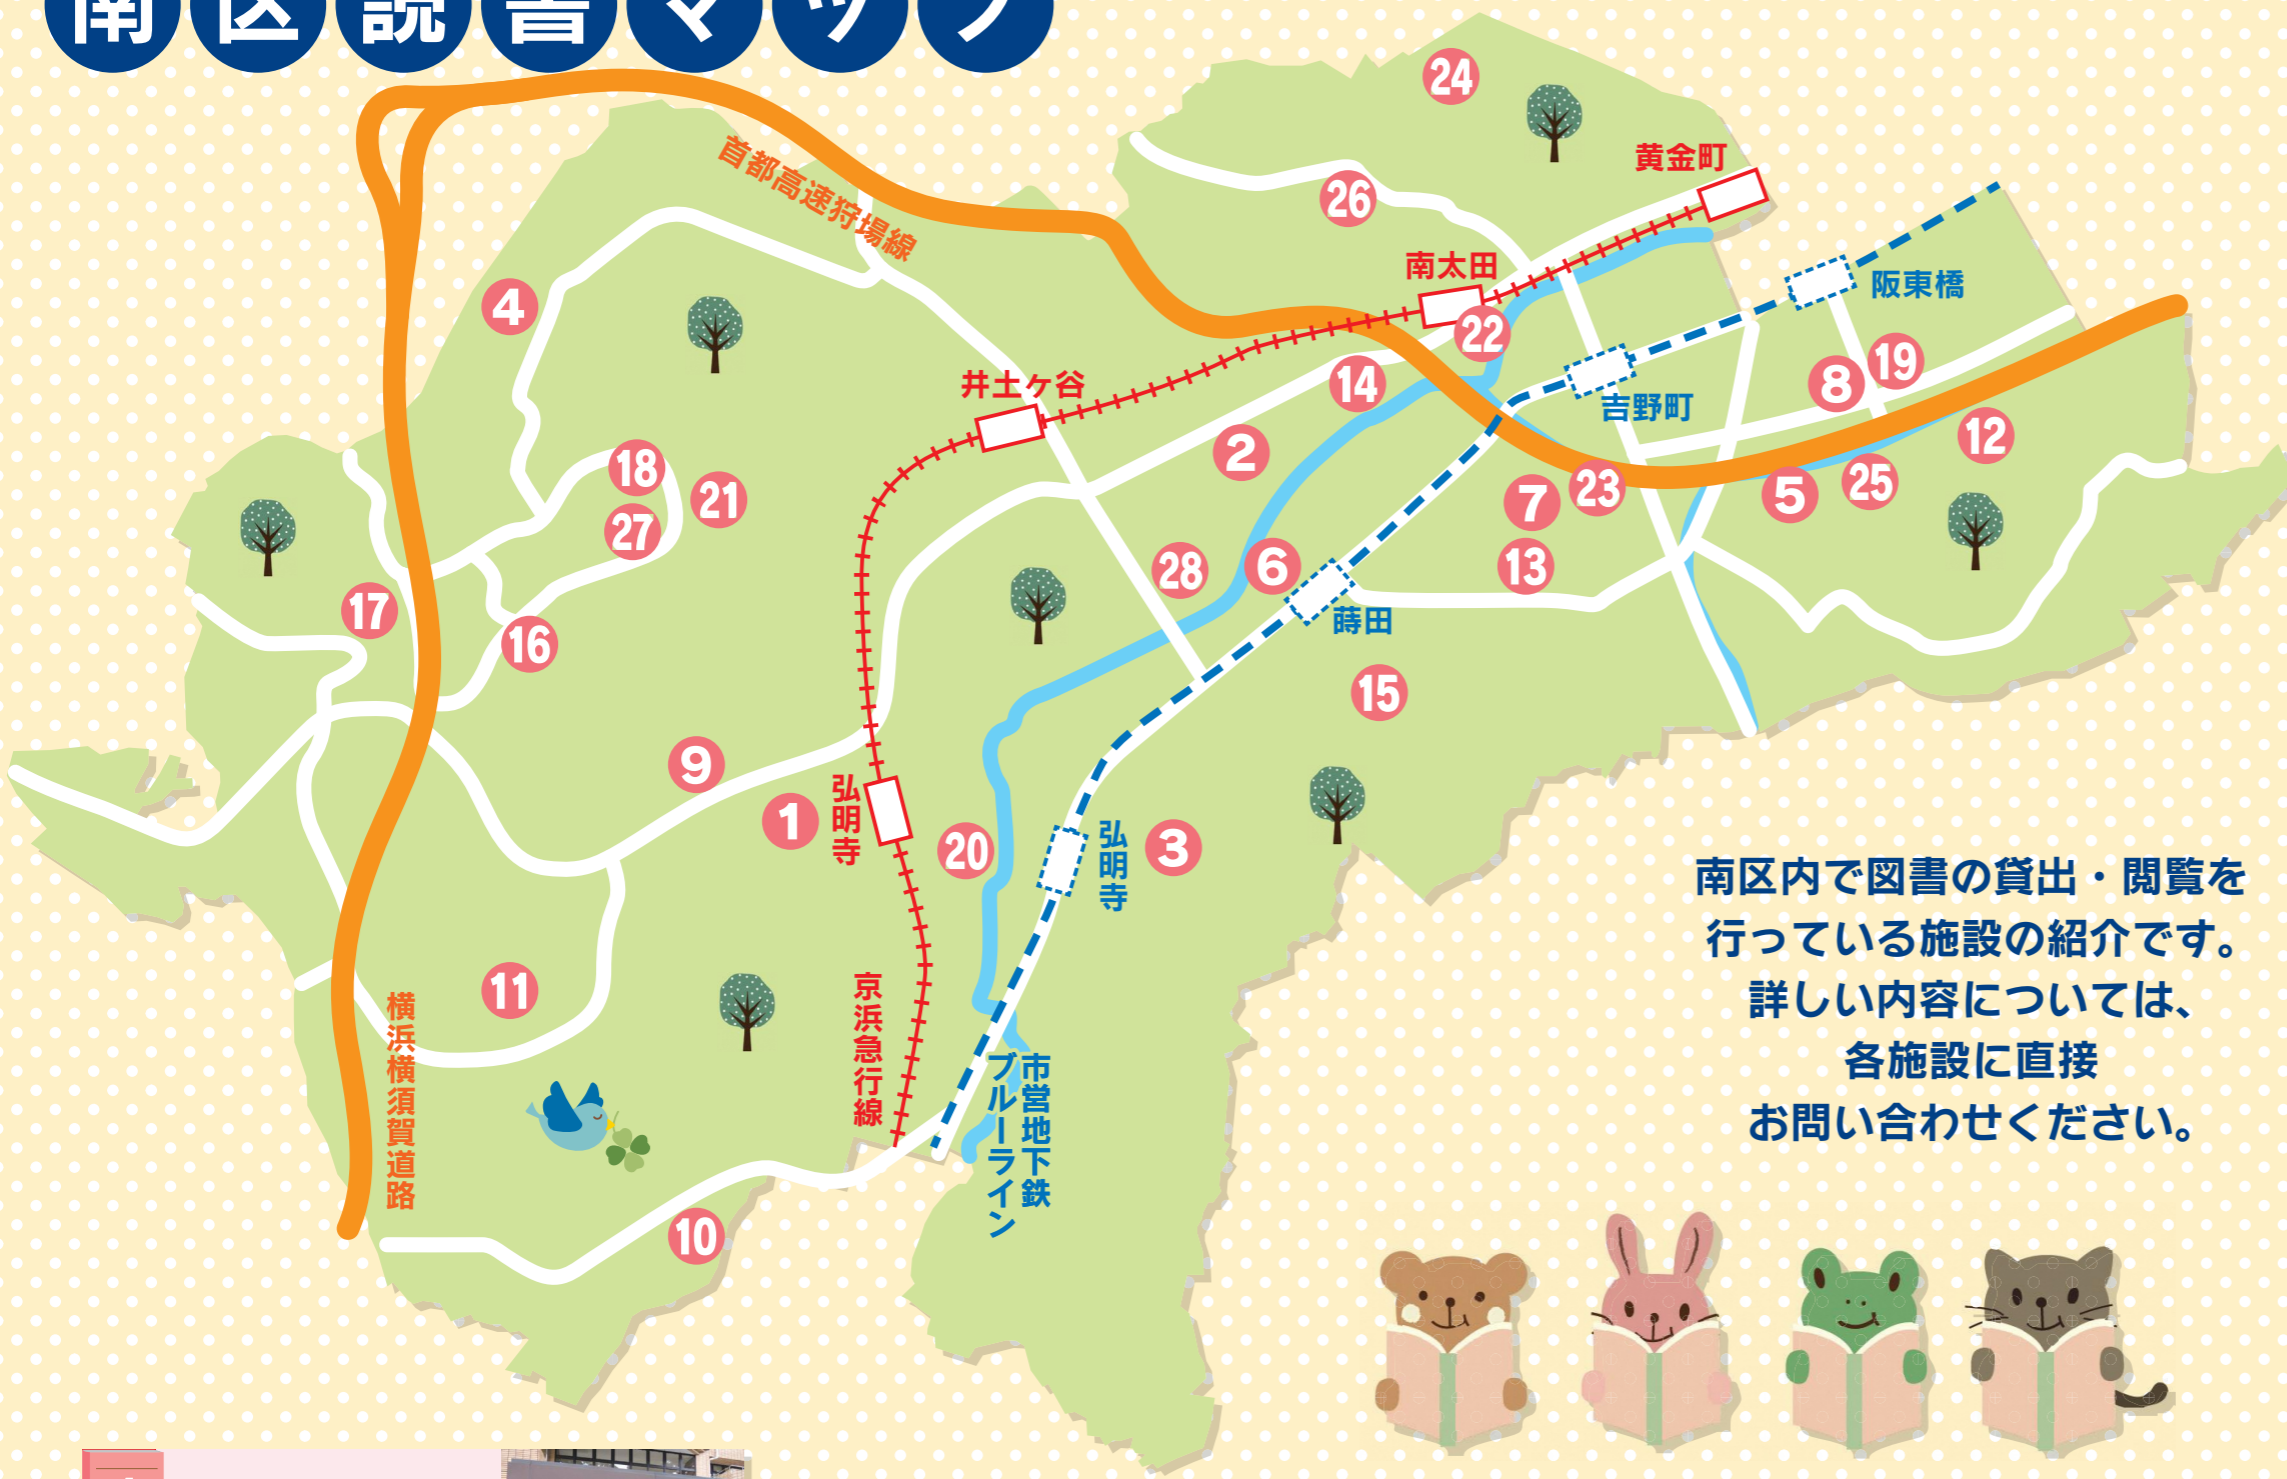 南区読書マップ
24
黄金町
首都高速狩場線
26
南太田
阪東橋
4
22
井土ヶ谷
14
吉野町
8
19
2
12
18
21
7
23
5
25
27
28
6
13
17
蒔田
16
15
9
1
弘明寺
20
弘明寺
3
南区内で図書の貸出・閲覧を
行っている施設の紹介です。
詳しい内容については、
各施設に直接
お問い合わせください。
11
横浜横須賀道路
京浜急行線
市営地下鉄
ブルーライン
10